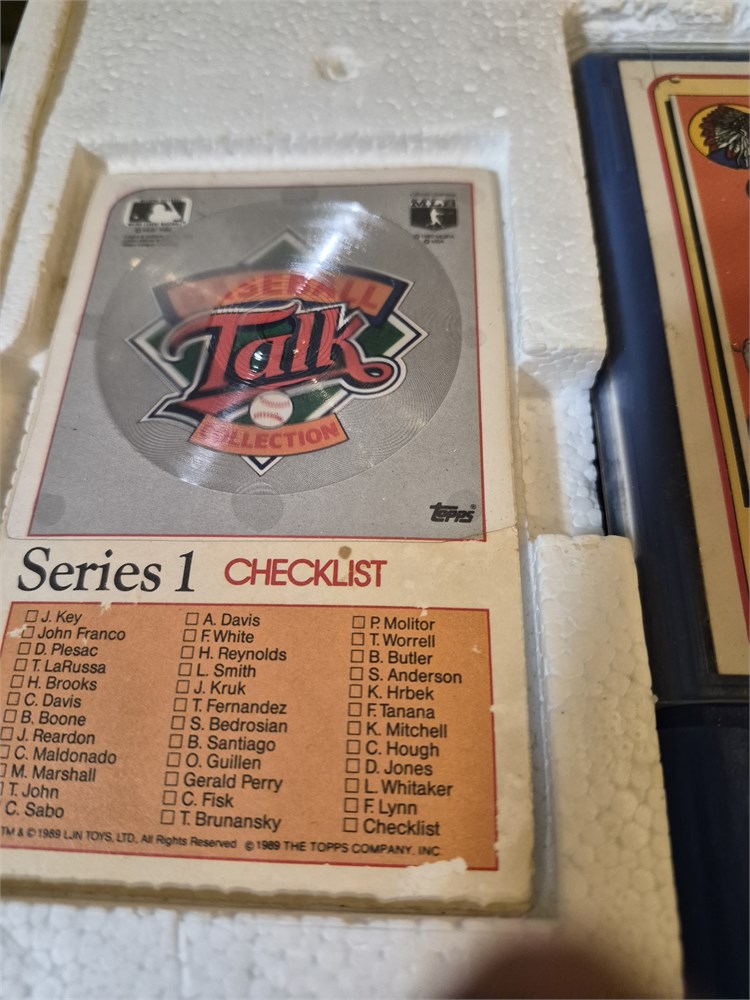 BASEBALL
Talk
COLLECTION
Topps
Series 1 CHECKLIST
☐ J. Key
☐ John Franco
☐ D. Plesac
☐ T. LaRussa
☐ H. Brooks
☐ C. Davis
☐ B. Boone
☐ J. Reardon
☐ C. Maldonado
☐ M. Marshall
☐ T. John
C. Sabo
☐ A. Davis
☐ F. White
☐ H. Reynolds
☐ L. Smith
☐ J. Kruk
☐ T. Fernandez
☐ S. Bedrosian
☐ B. Santiago
☐ O. Guillen
☐ Gerald Perry
☐ C. Fisk
☐ T. Brunansky
☐ P. Molitor
☐ T. Worrell
☐ B. Butler
☐ S. Anderson
☐ K. Hrbek
☐ F. Tanana
☐ K. Mitchell
☐ C. Hough
☐ D. Jones
☐ L. Whitaker
☐ F. Lynn
☐ Checklist
TM & © 1989 LJN TOYS, LTD. All Rights Reserved © 1989 THE TOPPS COMPANY, INC.